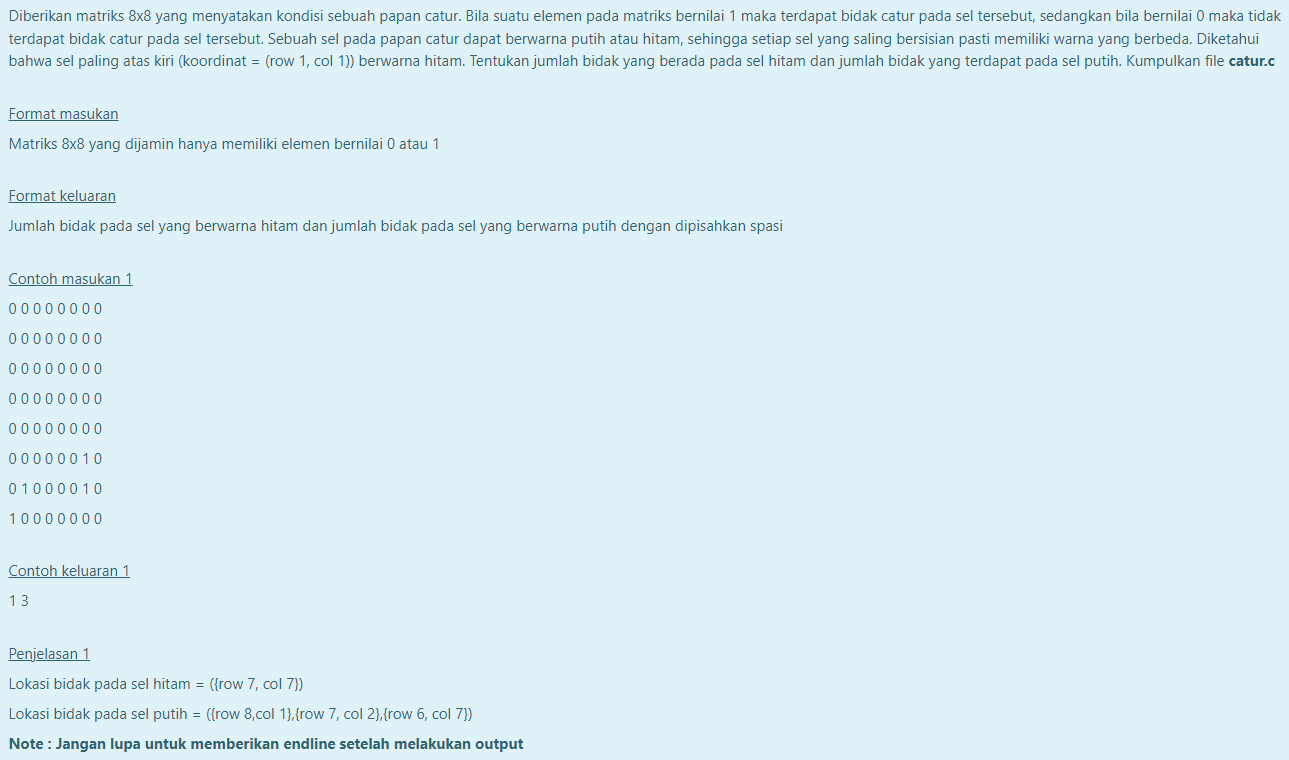 Diberikan matriks 8x8 yang menyatakan kondisi sebuah papan catur. Bila suatu elemen pada matriks bernilai 1 maka terdapat bidak catur pada sel tersebut, sedangkan bila bernilai 0 maka tidak
terdapat bidak catur pada sel tersebut. Sebuah sel pada papan catur dapat berwarna putih atau hitam, sehingga setiap sel yang saling bersisian pasti memiliki warna yang berbeda. Diketahui
bahwa sel paling atas kiri (koordinat = (row 1, col 1)) berwarna hitam. Tentukan jumlah bidak yang berada pada sel hitam dan jumlah bidak yang terdapat pada sel putih. Kumpulkan file catur.c
Format masukan
Matriks 8x8 yang dijamin hanya memiliki elemen bernilai 0 atau 1
Format keluaran
Jumlah bidak pada sel yang berwarna hitam dan jumlah bidak pada sel yang berwarna putih dengan dipisahkan spasi
Contoh masukan 1
0 0 0 0 0 0 0 0
0 0 0 0 0 0 0 0
0 0 0 0 0 0 0 0
0 0 0 0 0 0 0 0
0 0 0 0 0 0 0 0
0 0 0 0 0 0 1 0
0 1 0 0 0 0 1 0
1 0 0 0 0 0 0 0
Contoh keluaran 1
1 3
Penjelasan 1
Lokasi bidak pada sel hitam = ({row 7, col 7})
Lokasi bidak pada sel putih = ({row 8,col 1},{row 7, col 2},{row 6, col 7})
Note : Jangan lupa untuk memberikan endline setelah melakukan output